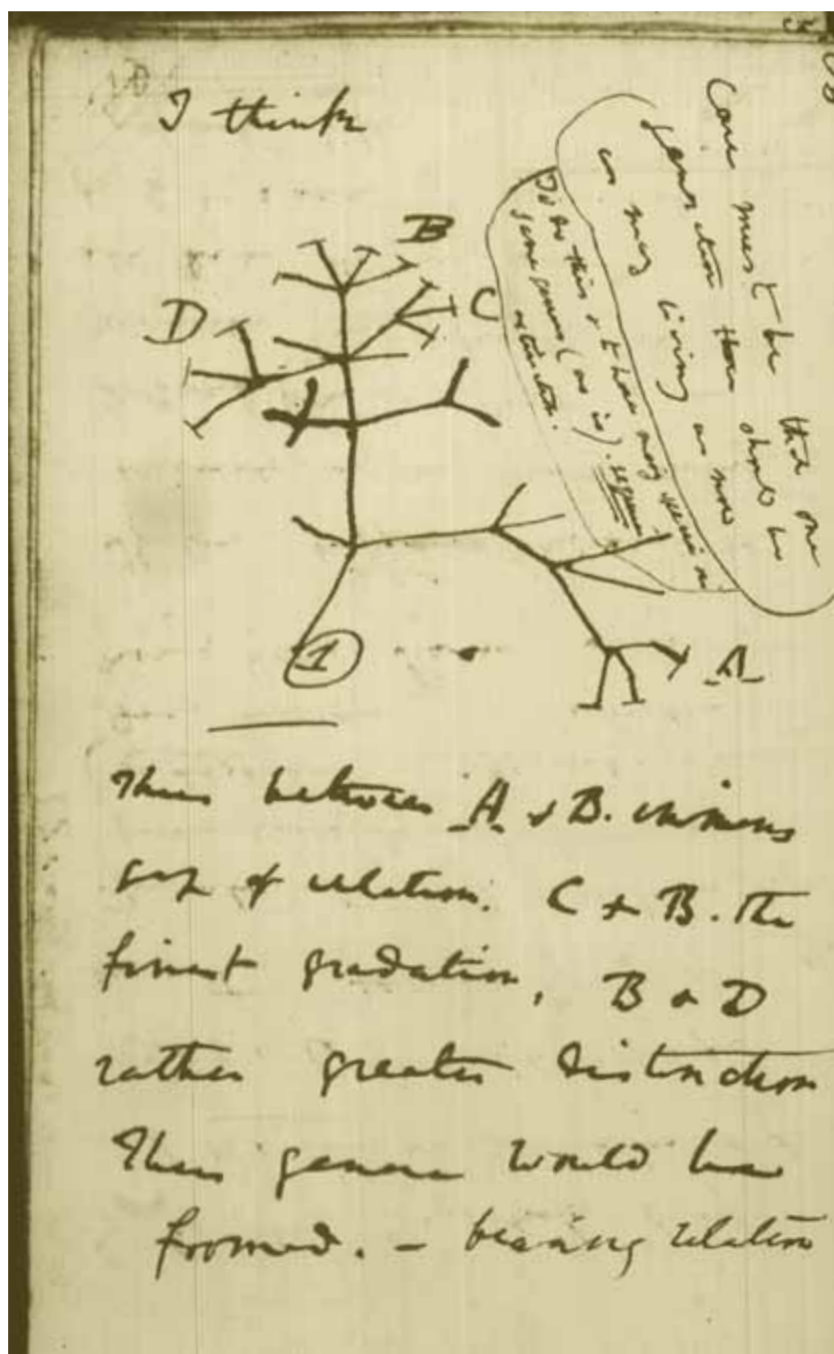 I think
Case must be that one
generation then should be
as many living as now
To do this & to have many species in
same genus (as is). requires
extinction.
B
D
C
1
A
Thus between A & B. immens
gap of relation. C & B. the
finest gradation, B & D
rather greater distinction
Thus genera would be
formed. — bearing relation